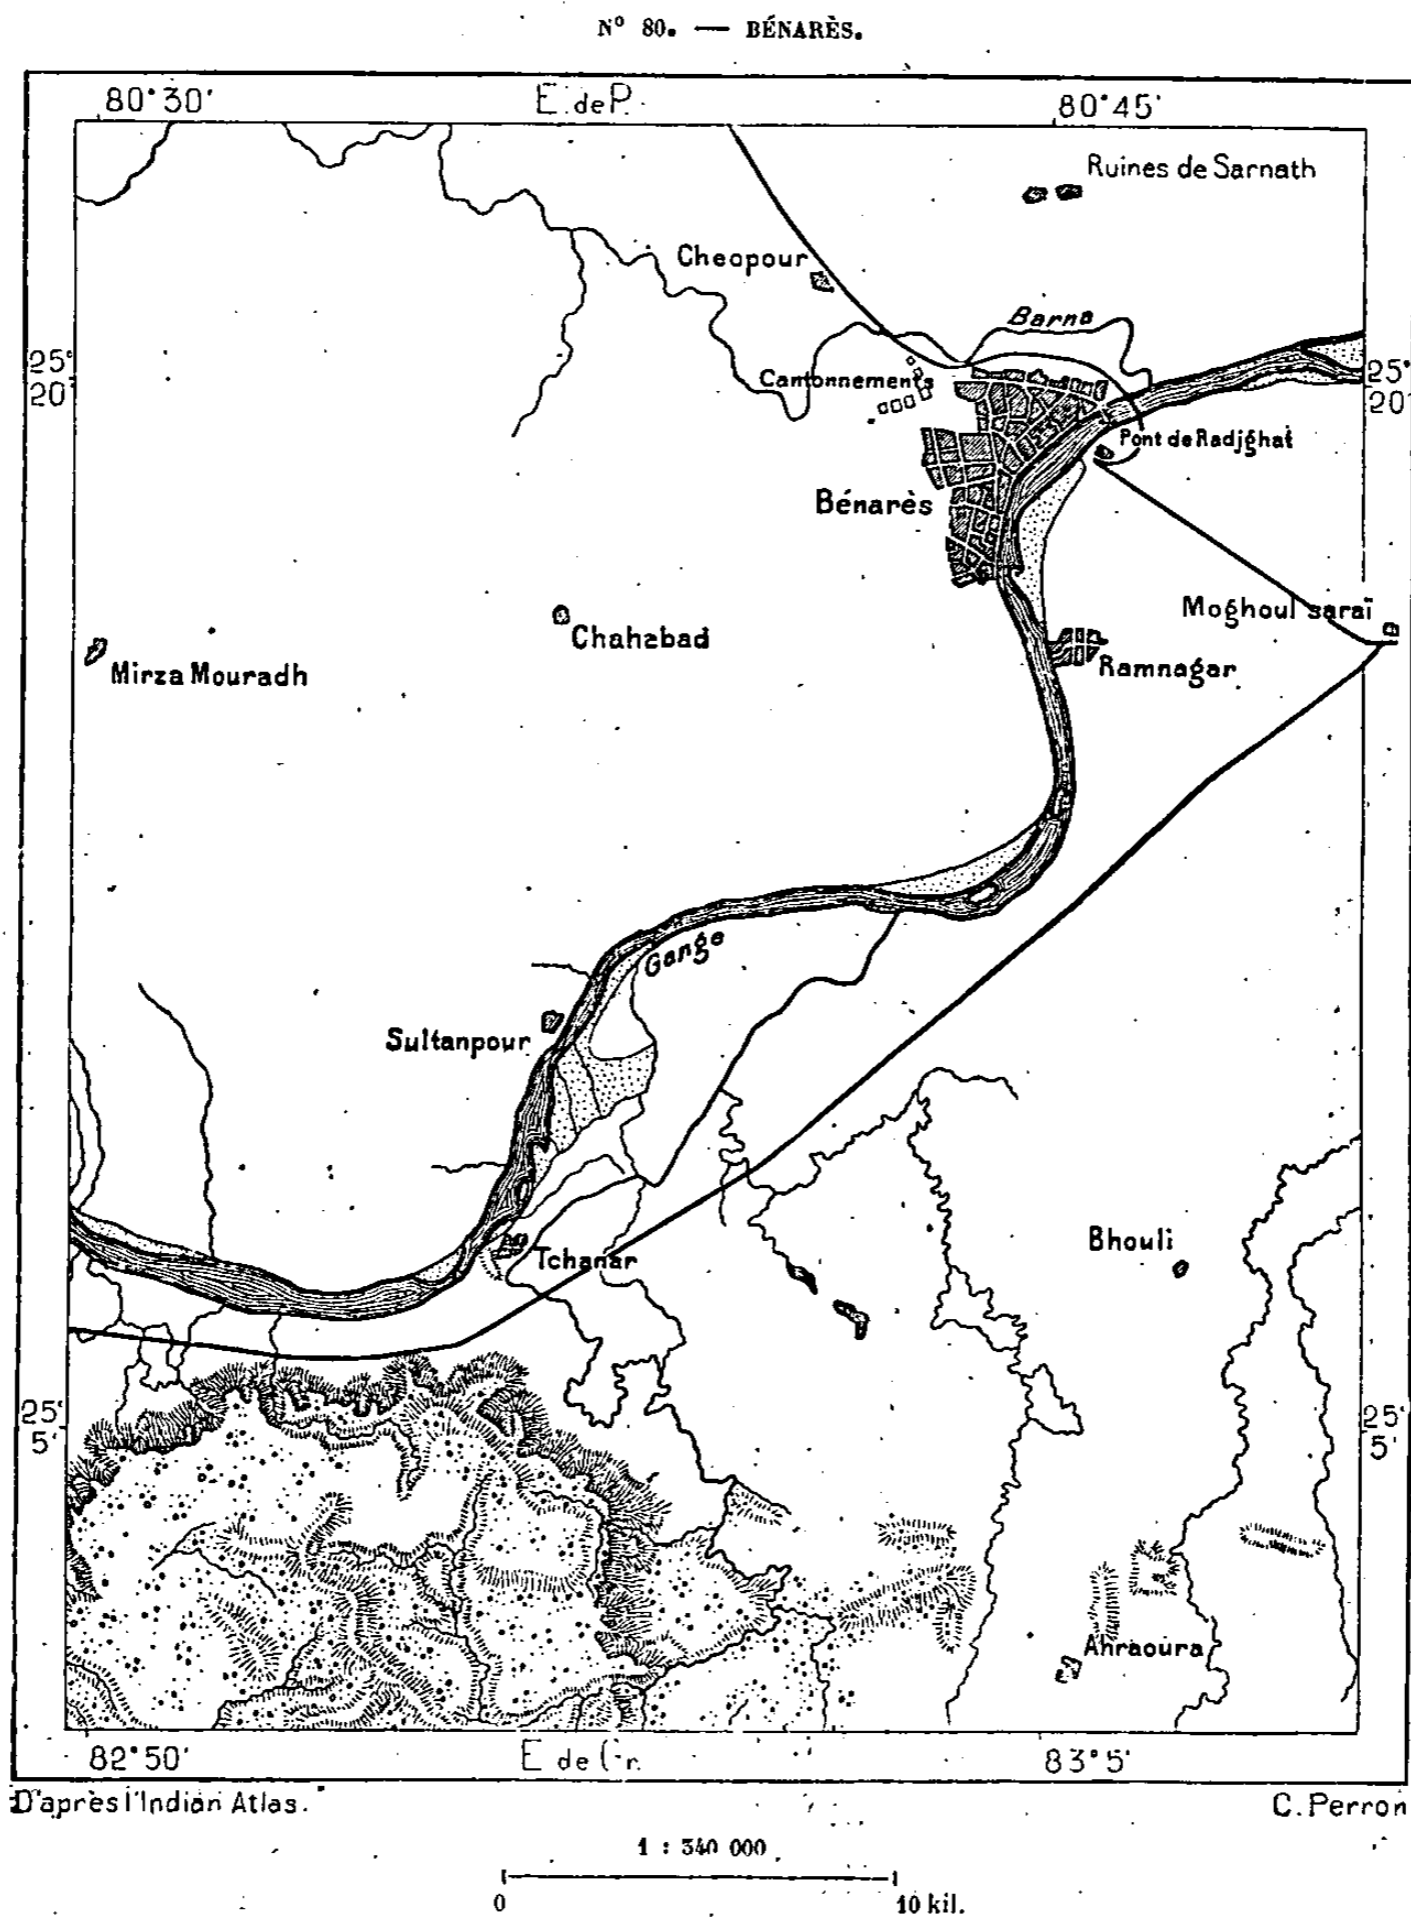 Nº 80. — BÉNARÈS.
80°30'
E. de P.
80°45'
Ruines de Sarnath
Cheopour
Barna
25°
20'
25°
20'
Cantonnements
Pont de Radjghat
Bénarès
Moghoul saraï
Chahabad
Mirza Mouradh
Ramnagar
Gange
Sultanpour
Bhouli
Tchanar
25°
5'
25°
5'
Ahraoura
82°50'
E de Gr.
83°5'
D'après l'Indian Atlas.
C. Perron
1 : 340 000
0
10 kil.